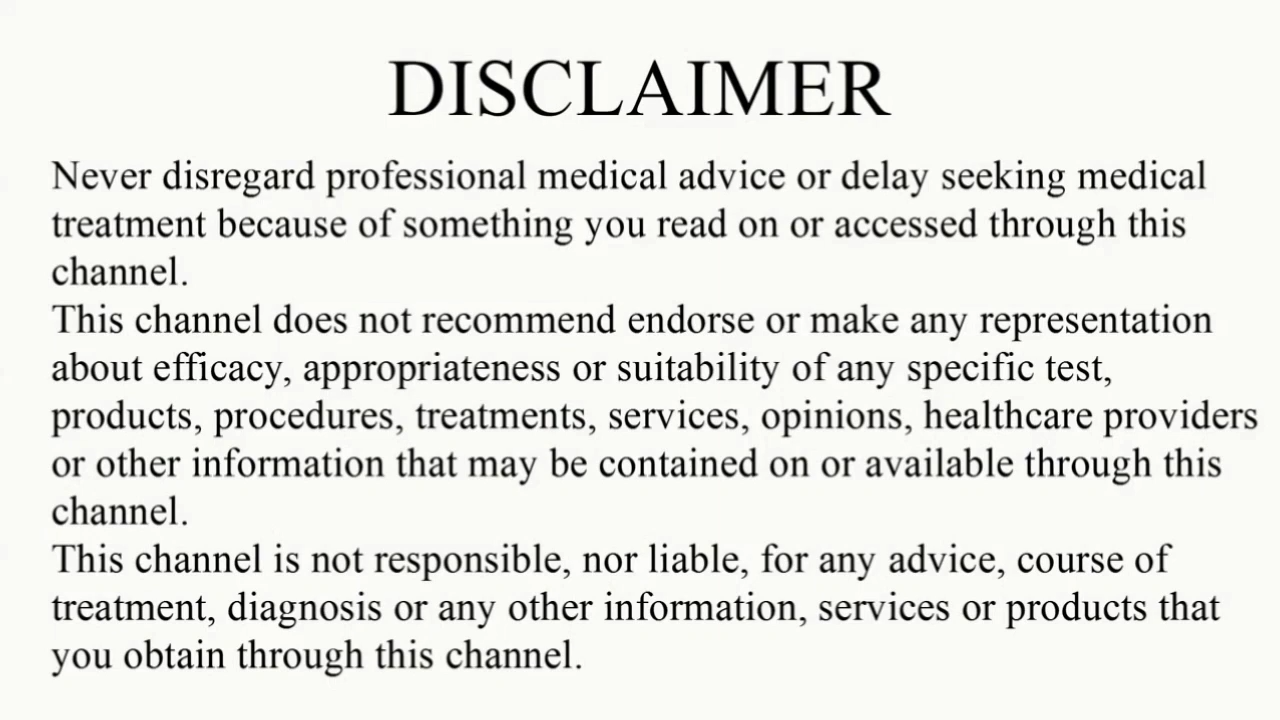 DISCLAIMER
Never disregard professional medical advice or delay seeking medical
treatment because of something you read on or accessed through this
channel.
This channel does not recommend endorse or make any representation
about efficacy, appropriateness or suitability of any specific test,
products, procedures, treatments, services, opinions, healthcare providers
or other information that may be contained on or available through this
channel.
This channel is not responsible, nor liable, for any advice, course of
treatment, diagnosis or any other information, services or products that
you obtain through this channel.